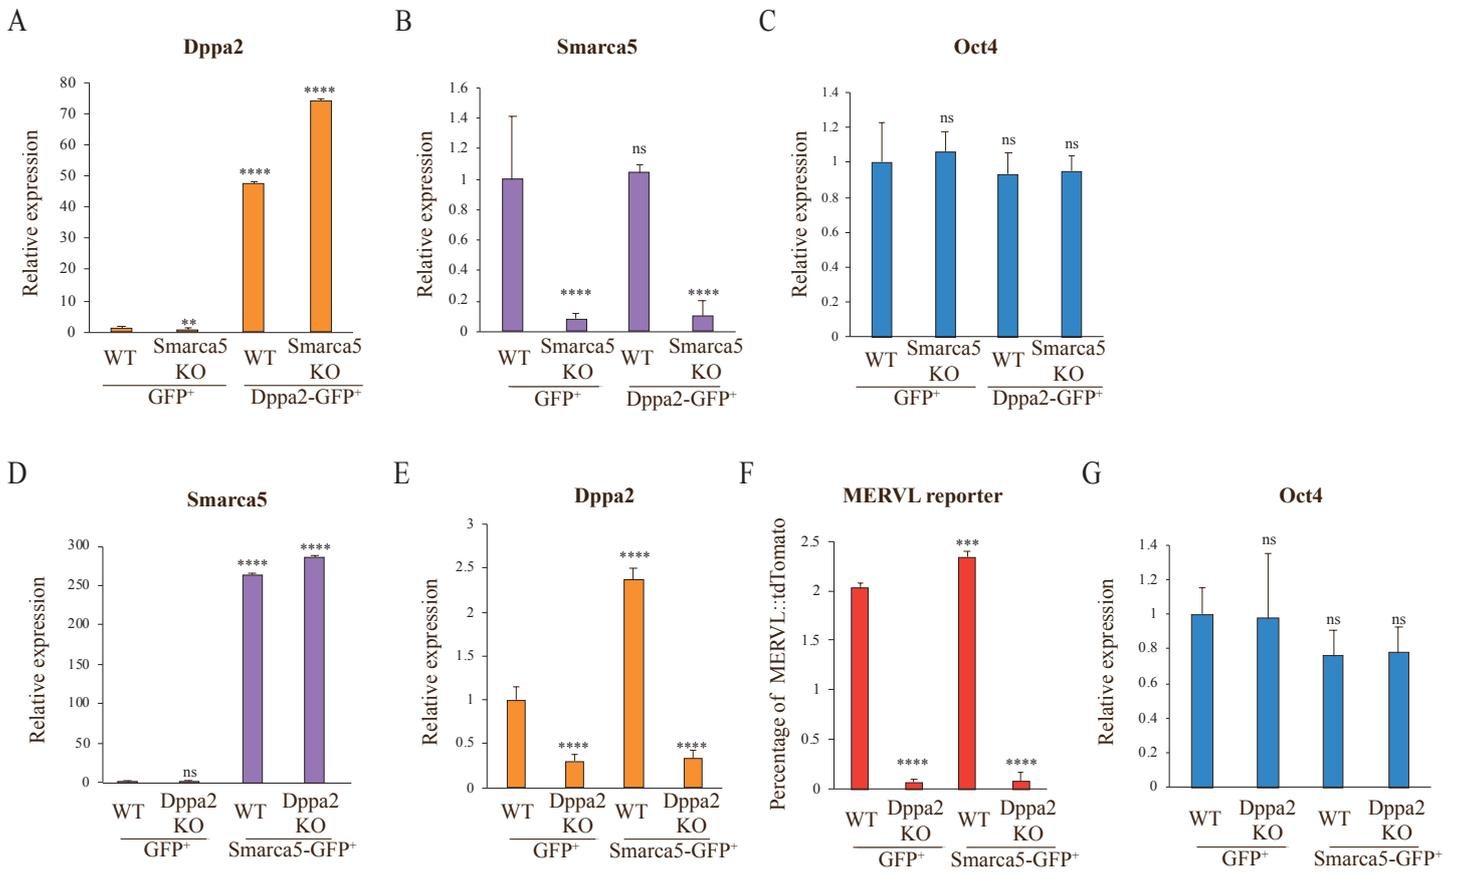 A
Dppa2
Relative expression
80
70
60
50
40
30
20
10
0
**
****
****
WT
Smarca5
KO
WT
Smarca5
KO
GFP+
Dppa2-GFP+
B
Smarca5
Relative expression
1.6
1.4
1.2
1
0.8
0.6
0.4
0.2
0
****
ns
****
WT
Smarca5
KO
WT
Smarca5
KO
GFP+
Dppa2-GFP+
C
Oct4
Relative expression
1.4
1.2
1
0.8
0.6
0.4
0.2
0
ns
ns
ns
WT
Smarca5
KO
WT
Smarca5
KO
GFP+
Dppa2-GFP+
D
Smarca5
Relative expression
300
250
200
150
100
50
0
ns
****
****
WT
Dppa2
KO
WT
Dppa2
KO
GFP+
Smarca5-GFP+
E
Dppa2
Relative expression
3
2.5
2
1.5
1
0.5
0
****
****
****
WT
Dppa2
KO
WT
Dppa2
KO
GFP+
Smarca5-GFP+
F
MERVL reporter
Percentage of MERVL::tdTomato
2.5
2
1.5
1
0.5
0
****
***
****
WT
Dppa2
KO
WT
Dppa2
KO
GFP+
Smarca5-GFP+
G
Oct4
Relative expression
1.4
1.2
1
0.8
0.6
0.4
0.2
0
ns
ns
ns
WT
Dppa2
KO
WT
Dppa2
KO
GFP+
Smarca5-GFP+